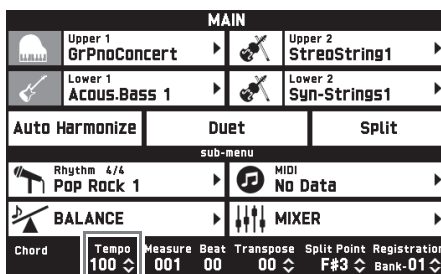 MAIN
Upper 1
GrPnoConcert
Upper 2
StreoString1
Lower 1
Acous.Bass 1
Lower 2
Syn-Strings1
Auto Harmonize
Duet
Split
sub-menu
Rhythm 4/4
Pop Rock 1
MIDI
No Data
BALANCE
MIXER
Chord Tempo Measure Beat Transpose Split Point Registration
100 001 00 00 F#3 Bank-01